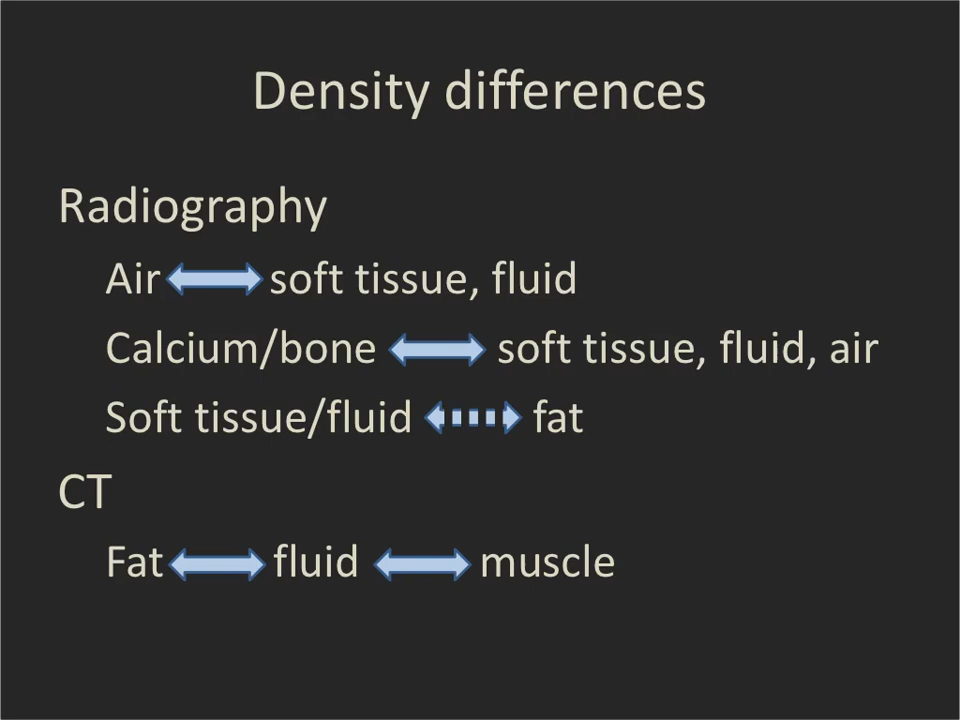 Density differences
Radiography
Air soft tissue, fluid
Calcium/bone soft tissue, fluid, air
Soft tissue/fluid fat
CT
Fat fluid muscle